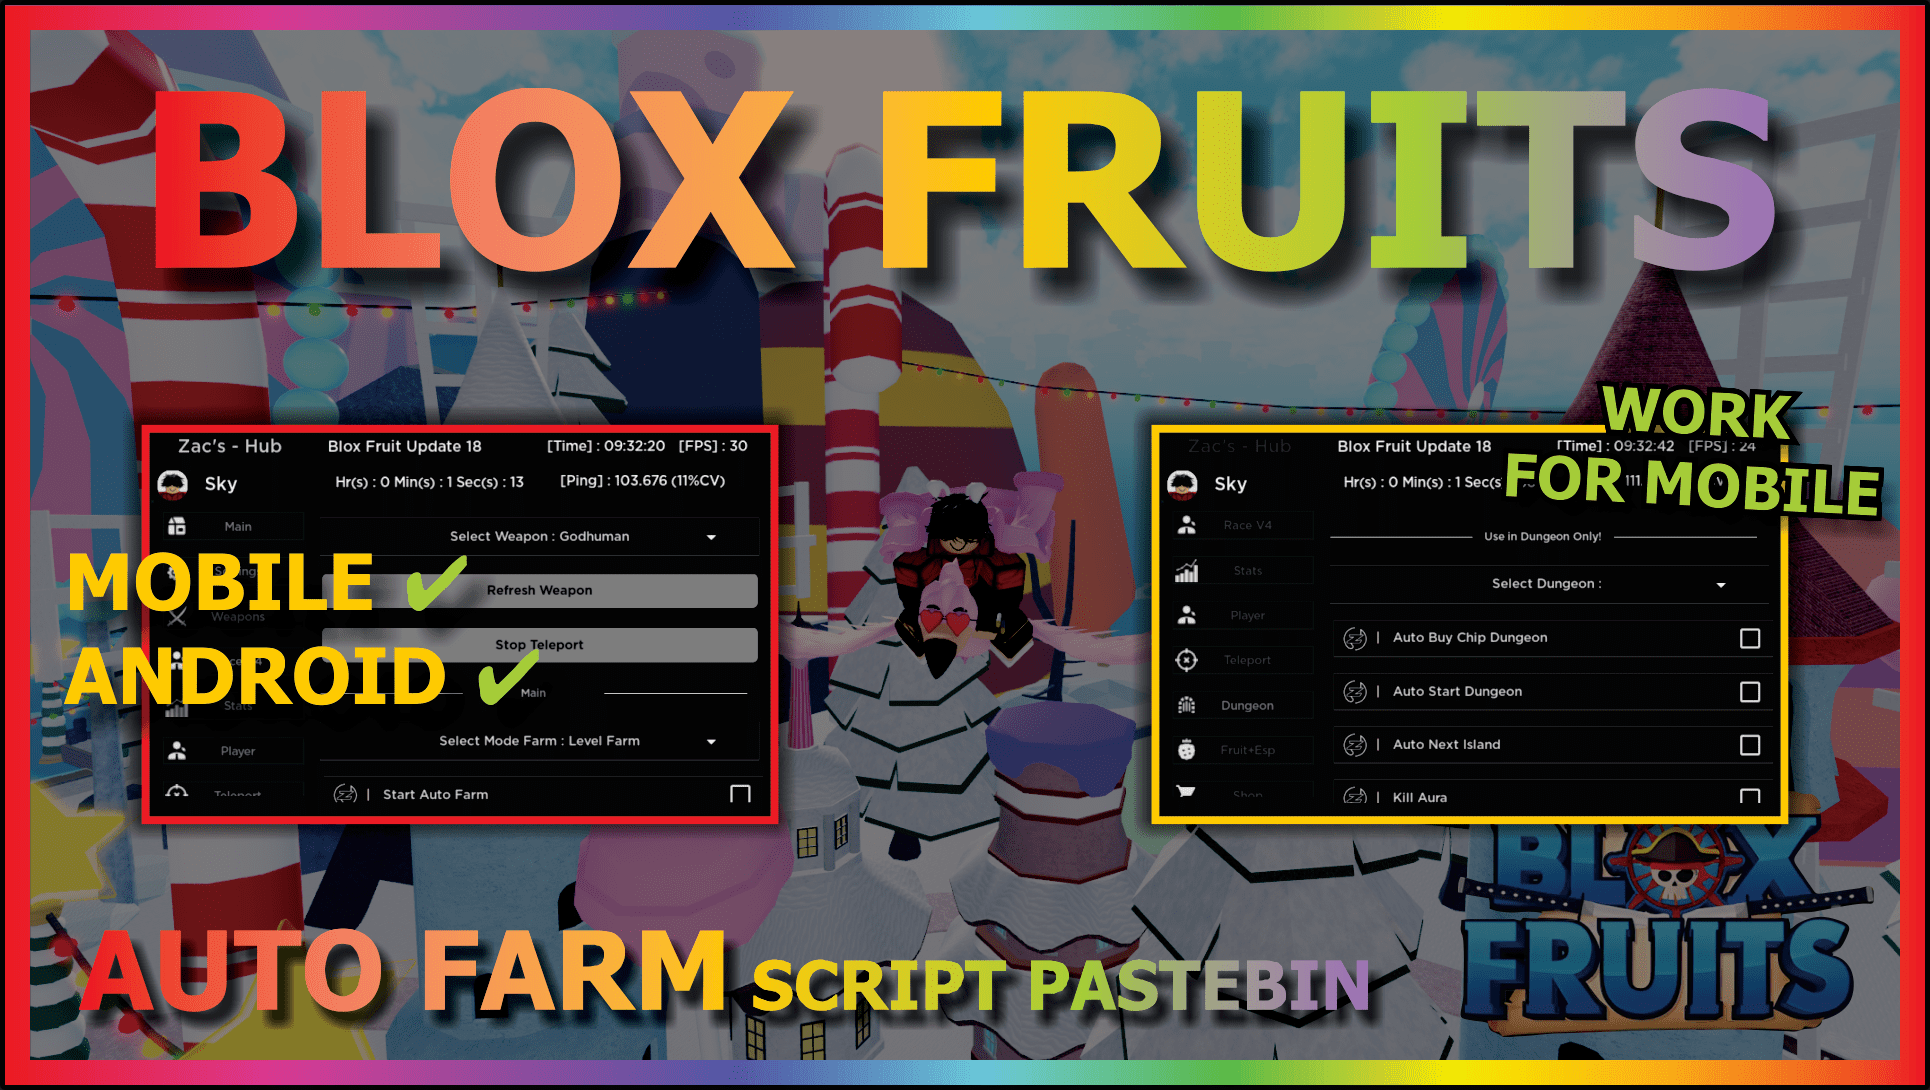 BLOX FRUITS
Zac's - Hub
Blox Fruit Update 18
[Time] : 09:32:20
[FPS] : 30
Sky
Hr(s) : 0 Min(s) : 1 Sec(s) : 13
[Ping] : 103.676 (11%CV)
Main
Select Weapon : Godhuman
Refresh Weapon
Weapons
Stop Teleport
Main
Stats
Select Mode Farm : Level Farm
Player
Teleport
| Start Auto Farm
MOBILE ✔
ANDROID ✔
WORK
FOR MOBILE
Zac's - Hub
Blox Fruit Update 18
[Time] : 09:32:42
[FPS] : 24
Sky
Hr(s) : 0 Min(s) : 1 Sec(s
Race V4
Use in Dungeon Only!
Stats
Select Dungeon :
Player
| Auto Buy Chip Dungeon
Teleport
| Auto Start Dungeon
Dungeon
Fruit+Esp
| Auto Next Island
Shop
| Kill Aura
BLOX
FRUITS
AUTO FARM SCRIPT PASTEBIN